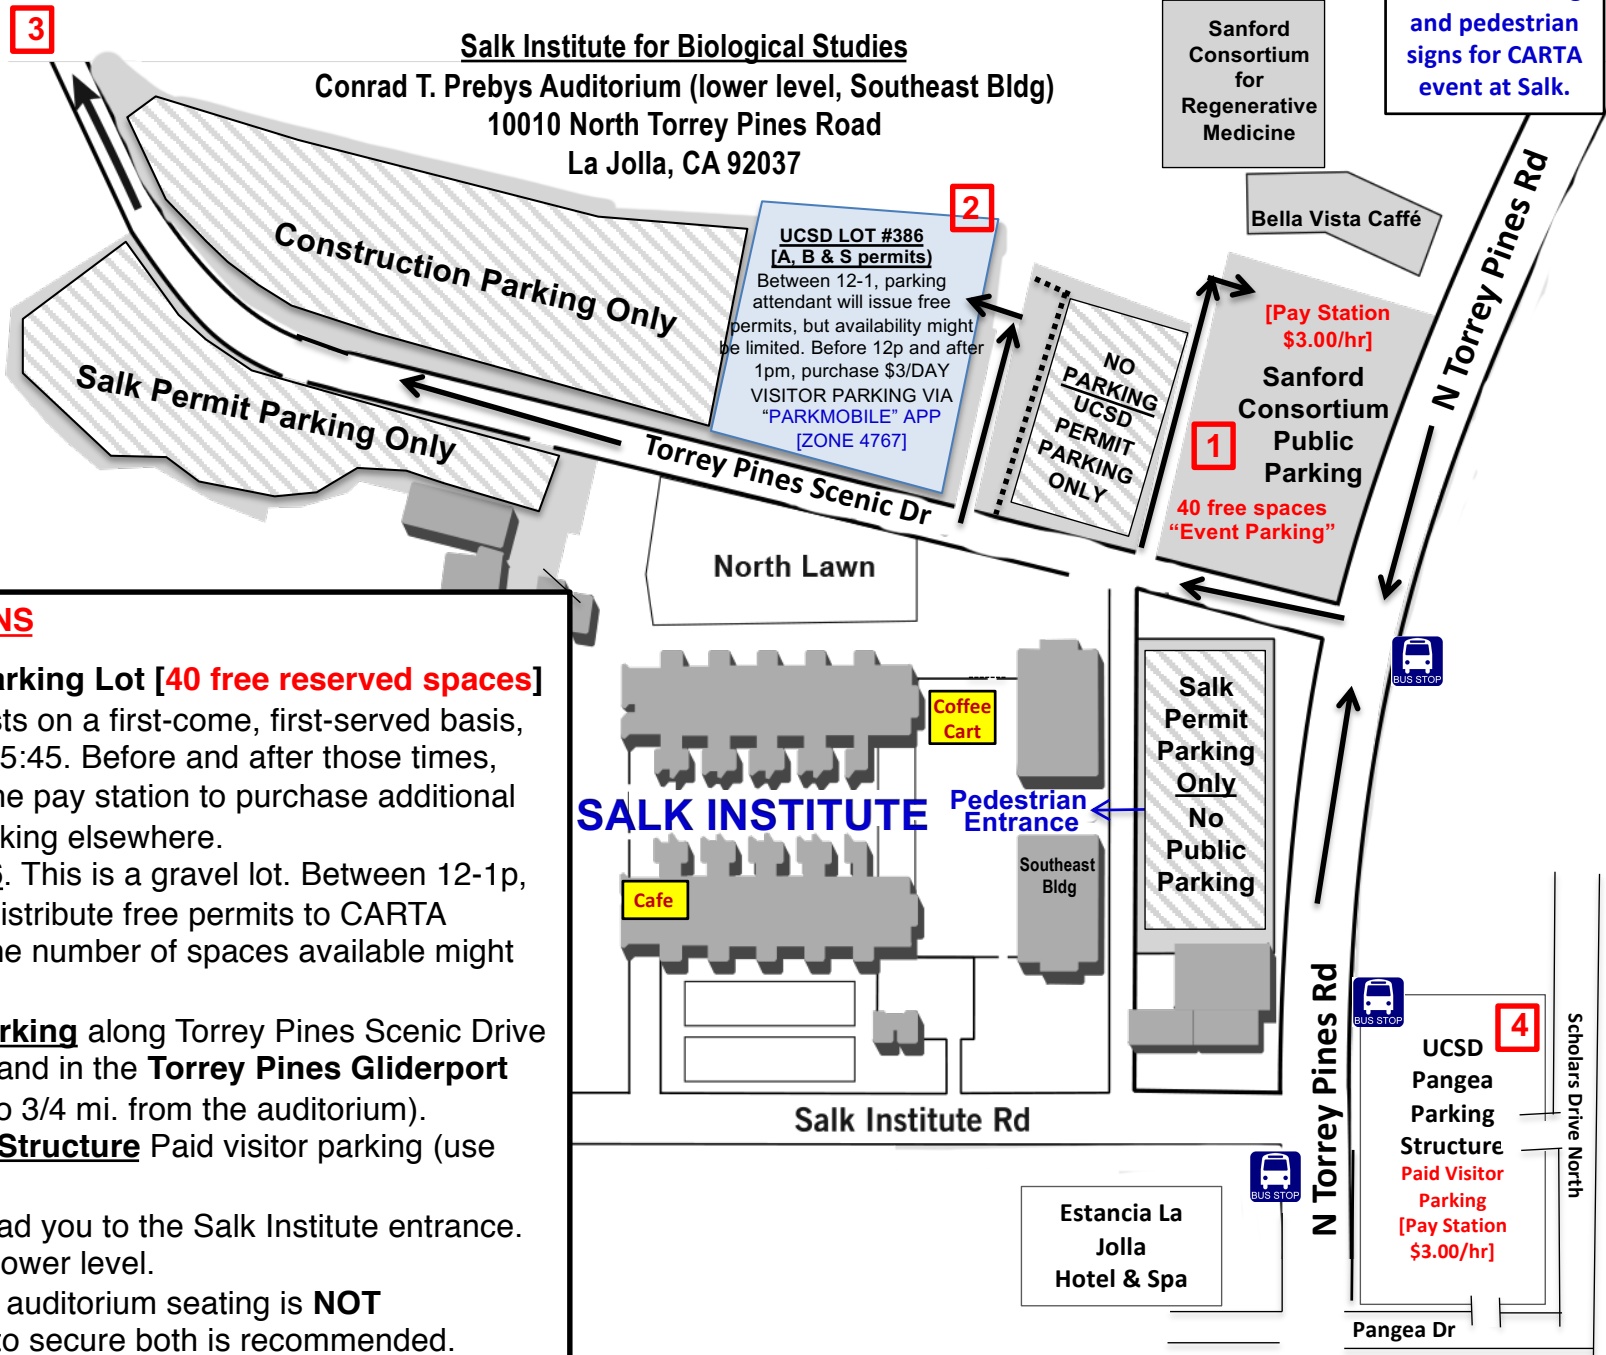 3
Salk Institute for Biological Studies
Conrad T. Prebys Auditorium (lower level, Southeast Bldg)
10010 North Torrey Pines Road
La Jolla, CA 92037
Sanford
Consortium
for
Regenerative
Medicine
and pedestrian
signs for CARTA
event at Salk.
Bella Vista Caffé
N Torrey Pines Rd
Construction Parking Only
Salk Permit Parking Only
2
UCSD LOT #386
[A, B & S permits)
Between 12-1, parking
attendant will issue free
permits, but availability might
be limited. Before 12p and after
1pm, purchase $3/DAY
VISITOR PARKING VIA
“PARKMOBILE” APP
[ZONE 4767]
NO
PARKING
UCSD
PERMIT
PARKING
ONLY
[Pay Station
$3.00/hr]
Sanford
Consortium
Public
Parking
1
40 free spaces
“Event Parking”
Torrey Pines Scenic Dr
North Lawn
BUS STOP
Coffee
Cart
SALK INSTITUTE
Pedestrian
Entrance
Cafe
Southeast
Bldg
Salk
Permit
Parking
Only
No
Public
Parking
NS
arking Lot [40 free reserved spaces]
sts on a first-come, first-served basis,
5:45. Before and after those times,
ne pay station to purchase additional
king elsewhere.
6. This is a gravel lot. Between 12-1p,
distribute free permits to CARTA
ne number of spaces available might
arking along Torrey Pines Scenic Drive
and in the Torrey Pines Gliderport
o 3/4 mi. from the auditorium).
Structure Paid visitor parking (use
ad you to the Salk Institute entrance.
ower level.
auditorium seating is NOT
to secure both is recommended.
Salk Institute Rd
N Torrey Pines Rd
BUS STOP
BUS STOP
Estancia La
Jolla
Hotel & Spa
4
UCSD
Pangea
Parking
Structure
Paid Visitor
Parking
[Pay Station
$3.00/hr]
Scholars Drive North
Pangea Dr